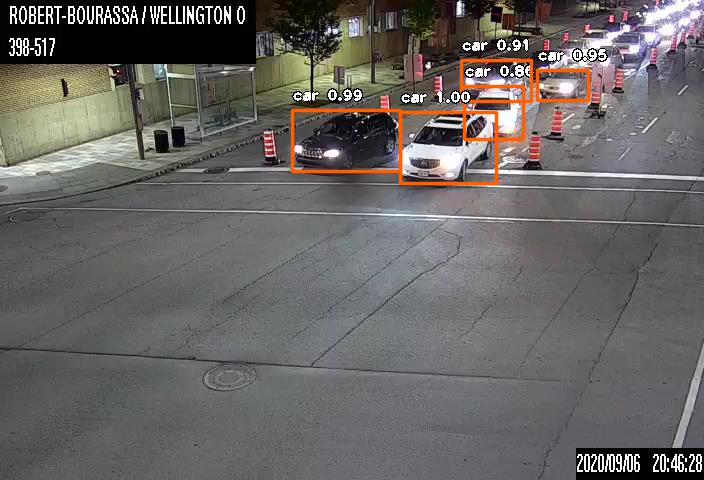 ROBERT-BOURASSA / WELLINGTON O
398-517
car 0.91
car 0.95
car 0.86
car 0.99
car 1.00
2020/09/06 20:46:28